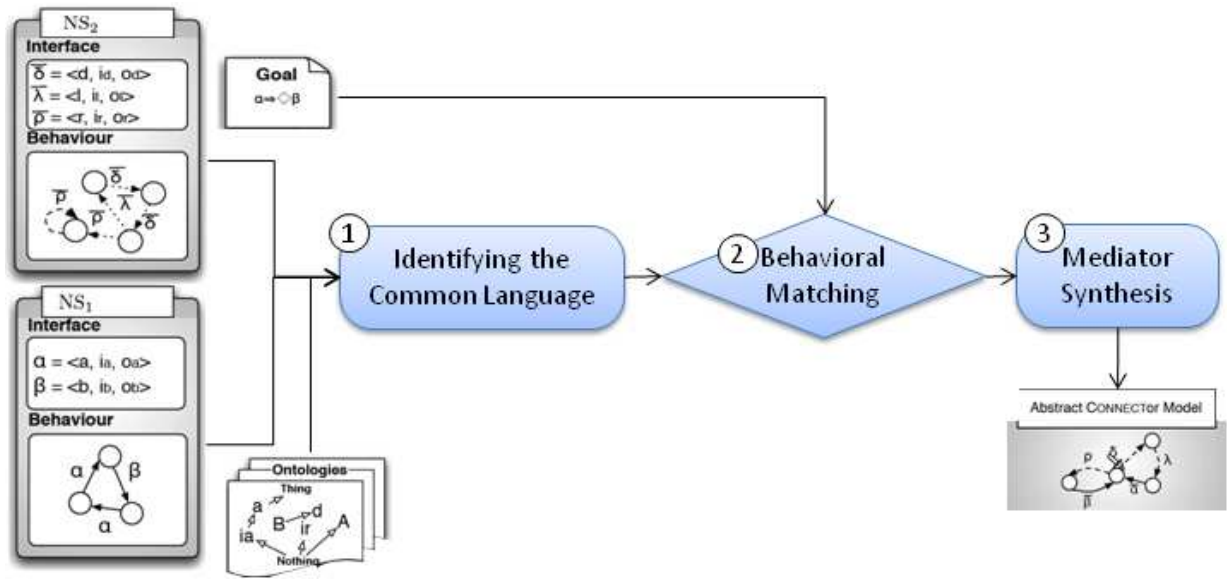 NS₂
Interface
δ̅ = <d, id, od>
λ̅ = <l, il, ol>
ρ̅ = <r, ir, or>
Behaviour
δ̅
λ̅
ρ̅
ρ̅
δ̅
Goal
α⇒◇β
NS₁
Interface
α = <a, ia, oa>
β = <b, ib, ob>
Behaviour
α
β
α
Ontologies
Thing
a
d
B
A
ia
ir
Nothing
1
Identifying the
Common Language
2
Behavioral
Matching
3
Mediator
Synthesis
Abstract CONNECTor Model
ρ
δ
λ
α̅
β̅